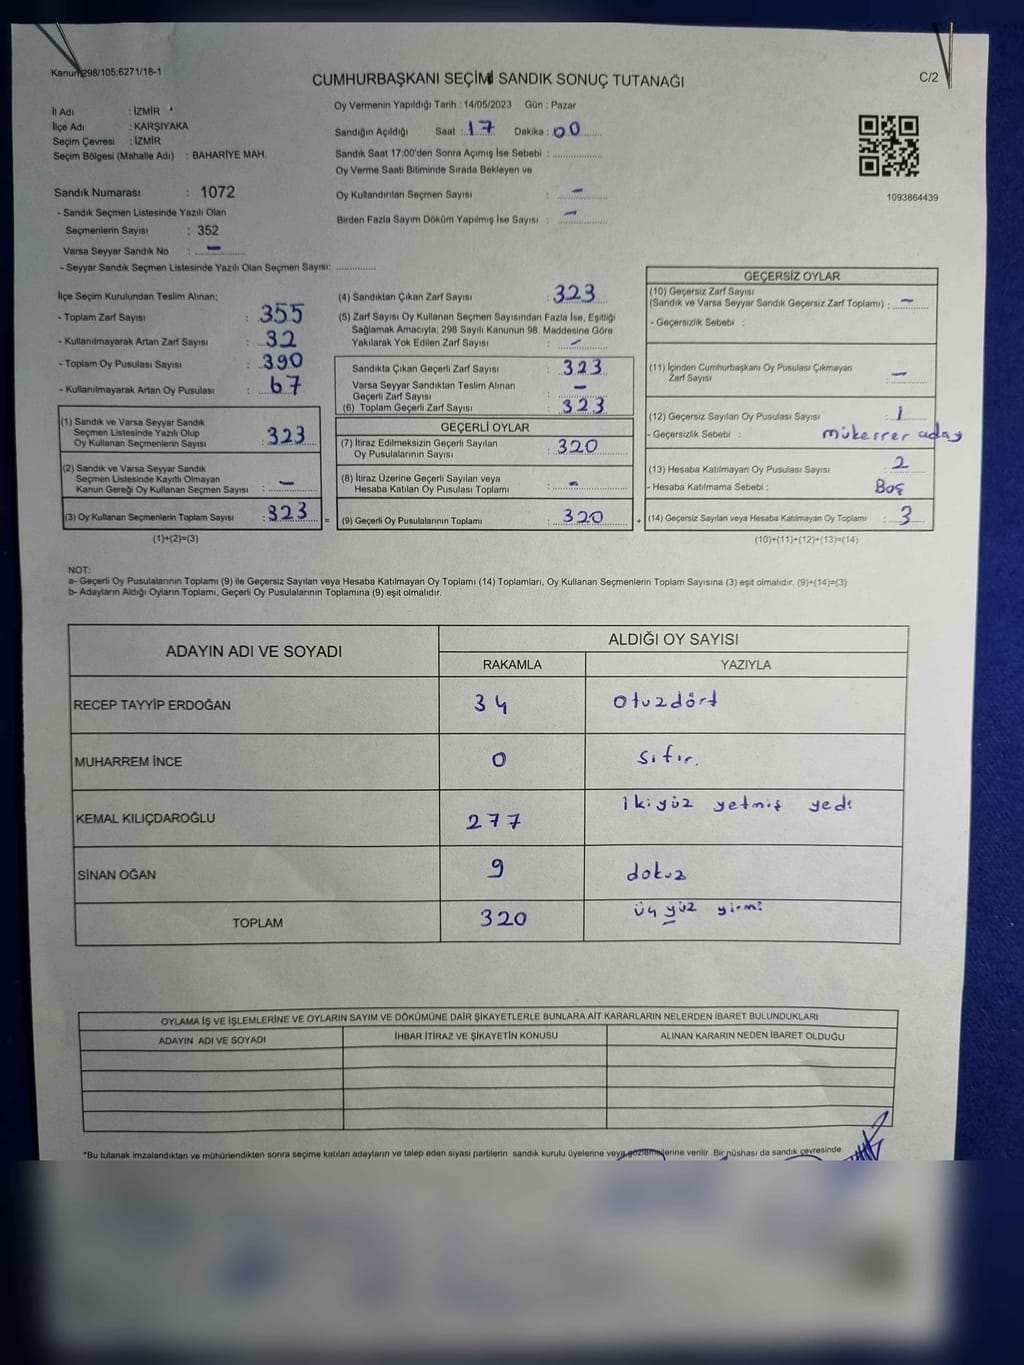 Kanun 298/105;6271/18-1
CUMHURBAŞKANI SEÇİMİ SANDIK SONUÇ TUTANAĞI
C/2
İl Adı : İZMİR
İlçe Adı : KARŞIYAKA
Seçim Çevresi : İZMİR
Seçim Bölgesi (Mahalle Adı) : BAHARİYE MAH.
Oy Vermenin Yapıldığı Tarih : 14/05/2023 Gün : Pazar
Sandığın Açıldığı Saat : 17 Dakika : 00
Sandık Saat 17:00'den Sonra Açımış İse Sebebi :
Oy Verme Saati Bitiminde Sırada Bekleyen ve
Oy Kullandırılan Seçmen Sayısı : -
Birden Fazla Sayım Döküm Yapılmış İse Sayısı : -
1093864439
Sandık Numarası : 1072
- Sandık Seçmen Listesinde Yazılı Olan
Seçmenlerin Sayısı : 352
Varsa Seyyar Sandık No : -
- Seyyar Sandık Seçmen Listesinde Yazılı Olan Seçmen Sayısı:
İlçe Seçim Kurulundan Teslim Alınan;
- Toplam Zarf Sayısı : 355
- Kullanılmayarak Artan Zarf Sayısı : 32
- Toplam Oy Pusulası Sayısı : 390
- Kullanılmayarak Artan Oy Pusulası : 67
(1) Sandık ve Varsa Seyyar Sandık
Seçmen Listesinde Yazılı Olup
Oy Kullanan Seçmenlerin Sayısı : 323
(2) Sandık ve Varsa Seyyar Sandık
Seçmen Listesinde Kayıtlı Olmayan
Kanun Gereği Oy Kullanan Seçmen Sayısı : -
(3) Oy Kullanan Seçmenlerin Toplam Sayısı : 323 =
(1)+(2)=(3)
(4) Sandıktan Çıkan Zarf Sayısı : 323
(5) Zarf Sayısı Oy Kullanan Seçmen Sayısından Fazla İse, Eşitliği
Sağlamak Amacıyla; 298 Sayılı Kanunun 98. Maddesine Göre
Yakılarak Yok Edilen Zarf Sayısı : -
Sandıkta Çıkan Geçerli Zarf Sayısı : 323
Varsa Seyyar Sandıktan Teslim Alınan
Geçerli Zarf Sayısı : -
(6) Toplam Geçerli Zarf Sayısı : 323
GEÇERLİ OYLAR
(7) İtiraz Edilmeksizin Geçerli Sayılan
Oy Pusulalarının Sayısı : 320
(8) İtiraz Üzerine Geçerli Sayılan veya
Hesaba Katılan Oy Pusulası Toplamı : -
(9) Geçerli Oy Pusulalarının Toplamı : 320 +
GEÇERSİZ OYLAR
(10) Geçersiz Zarf Sayısı
(Sandık ve Varsa Seyyar Sandık Geçersiz Zarf Toplamı) : -
- Geçersizlik Sebebi :
(11) İçinden Cumhurbaşkanı Oy Pusulası Çıkmayan
Zarf Sayısı : -
(12) Geçersiz Sayılan Oy Pusulası Sayısı : 1
- Geçersizlik Sebebi : mükerrer aday
(13) Hesaba Katılmayan Oy Pusulası Sayısı 2
- Hesaba Katılmama Sebebi : Boş
(14) Geçersiz Sayılan veya Hesaba Katılmayan Oy Toplamı : 3
(10)+(11)+(12)+(13)=(14)
NOT:
a- Geçerli Oy Pusulalarının Toplamı (9) ile Geçersiz Sayılan veya Hesaba Katılmayan Oy Toplamı (14) Toplamları, Oy Kullanan Seçmenlerin Toplam Sayısına (3) eşit olmalıdır. (9)+(14)=(3)
b- Adayların Aldığı Oyların Toplamı, Geçerli Oy Pusulalarının Toplamına (9) eşit olmalıdır.
ADAYIN ADI VE SOYADI
ALDIĞI OY SAYISI
RAKAMLA YAZIYLA
RECEP TAYYİP ERDOĞAN 34 otuzdört
MUHARREM İNCE 0 sıfır.
KEMAL KILIÇDAROĞLU 277 ikiyüz yetmiş yedi
SİNAN OĞAN 9 dokuz
TOPLAM 320 üçyüz yirmi
OYLAMA İŞ VE İŞLEMLERİNE VE OYLARIN SAYIM VE DÖKÜMÜNE DAİR ŞİKAYETLERLE BUNLARA AİT KARARLARIN NELERDEN İBARET BULUNDUKLARI
ADAYIN ADI VE SOYADI İHBAR İTİRAZ VE ŞİKAYETİN KONUSU ALINAN KARARIN NEDEN İBARET OLDUĞU
*Bu tutanak imzalandıktan ve mühürlendikten sonra seçime katılan adayların ve talep eden siyasi partilerin sandık kurulu üyelerine veya gözlemcilerine verilir. Bir nüshası da sandık çevresinde